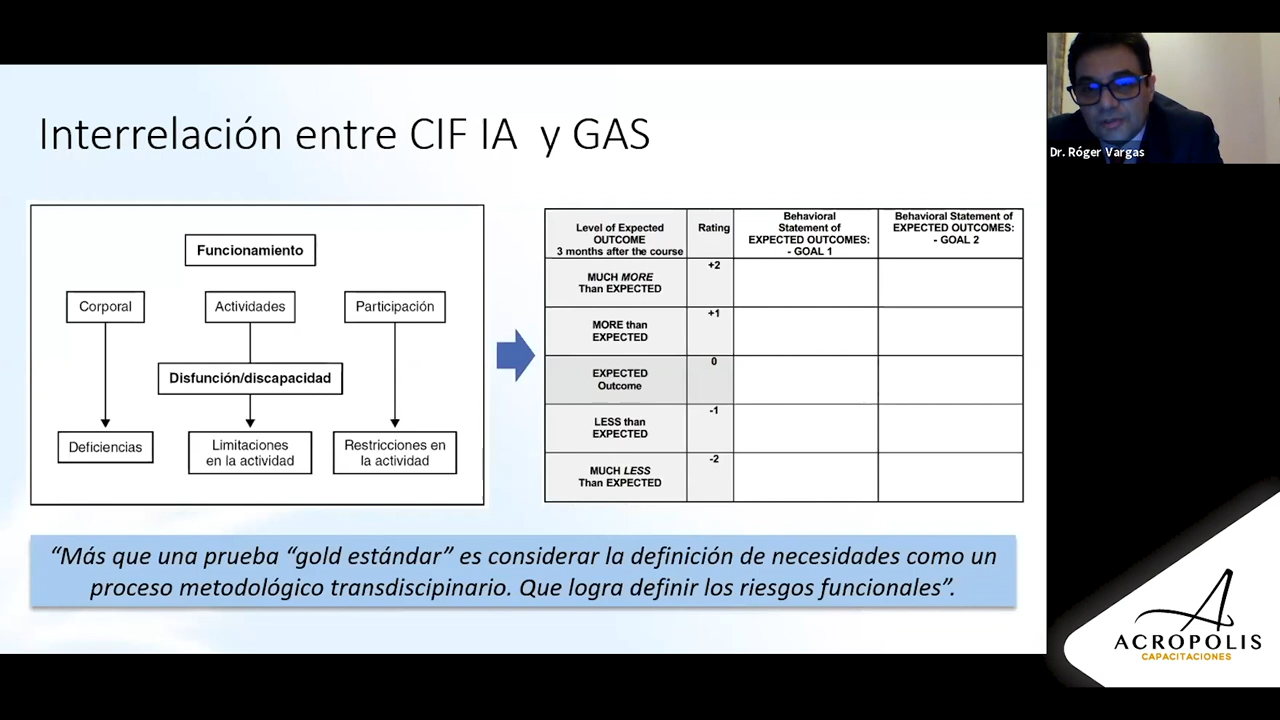 Interrelación entre CIF IA y GAS
Funcionamiento
Corporal
Actividades
Participación
Disfunción/discapacidad
Deficiencias
Limitaciones
en la actividad
Restricciones en
la actividad
Level of Expected
OUTCOME
3 months after the course
Rating
Behavioral
Statement of
EXPECTED OUTCOMES:
- GOAL 1
Behavioral Statement of
EXPECTED OUTCOMES:
- GOAL 2
MUCH MORE
Than EXPECTED
+2
MORE than
EXPECTED
+1
EXPECTED
Outcome
0
LESS than
EXPECTED
-1
MUCH LESS
Than EXPECTED
-2
“Más que una prueba “gold estándar” es considerar la definición de necesidades como un
proceso metodológico transdiscipinario. Que logra definir los riesgos funcionales”.
Dr. Róger Vargas
ACROPOLIS
CAPACITACIONES